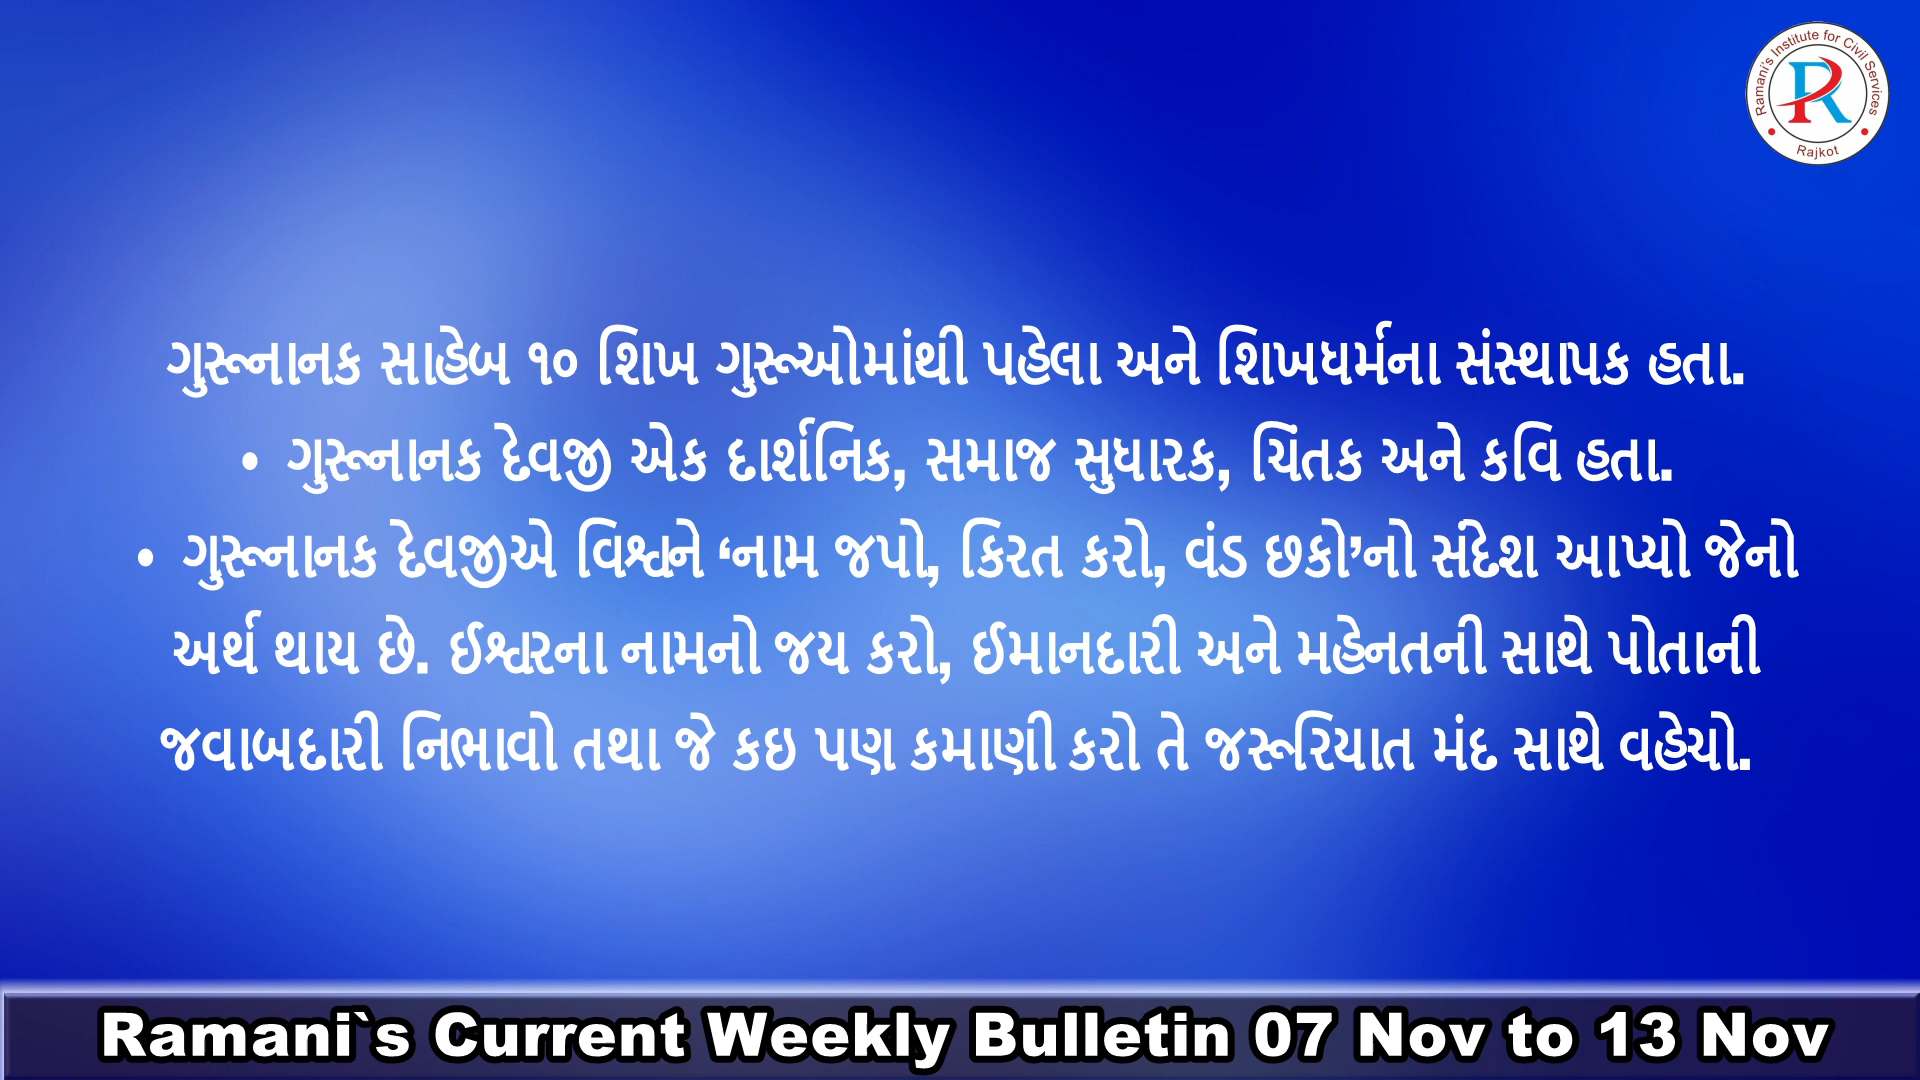 Ramani's Institute for Civil Services
Rajkot
ગુરૂનાનક સાહેબ ૧૦ શિખ ગુરૂઓમાંથી પહેલા અને શિખધર્મના સંસ્થાપક હતા.
• ગુરૂનાનક દેવજી એક દાર્શનિક, સમાજ સુધારક, ચિંતક અને કવિ હતા.
• ગુરૂનાનક દેવજીએ વિશ્વને ‘નામ જપો, કિરત કરો, વંડ છકો’નો સંદેશ આપ્યો જેનો
અર્થ થાય છે. ઈશ્વરના નામનો જય કરો, ઈમાનદારી અને મહેનતની સાથે પોતાની
જવાબદારી નિભાવો તથા જે કઇ પણ કમાણી કરો તે જરૂરિયાત મંદ સાથે વહેચો.
Ramani`s Current Weekly Bulletin 07 Nov to 13 Nov